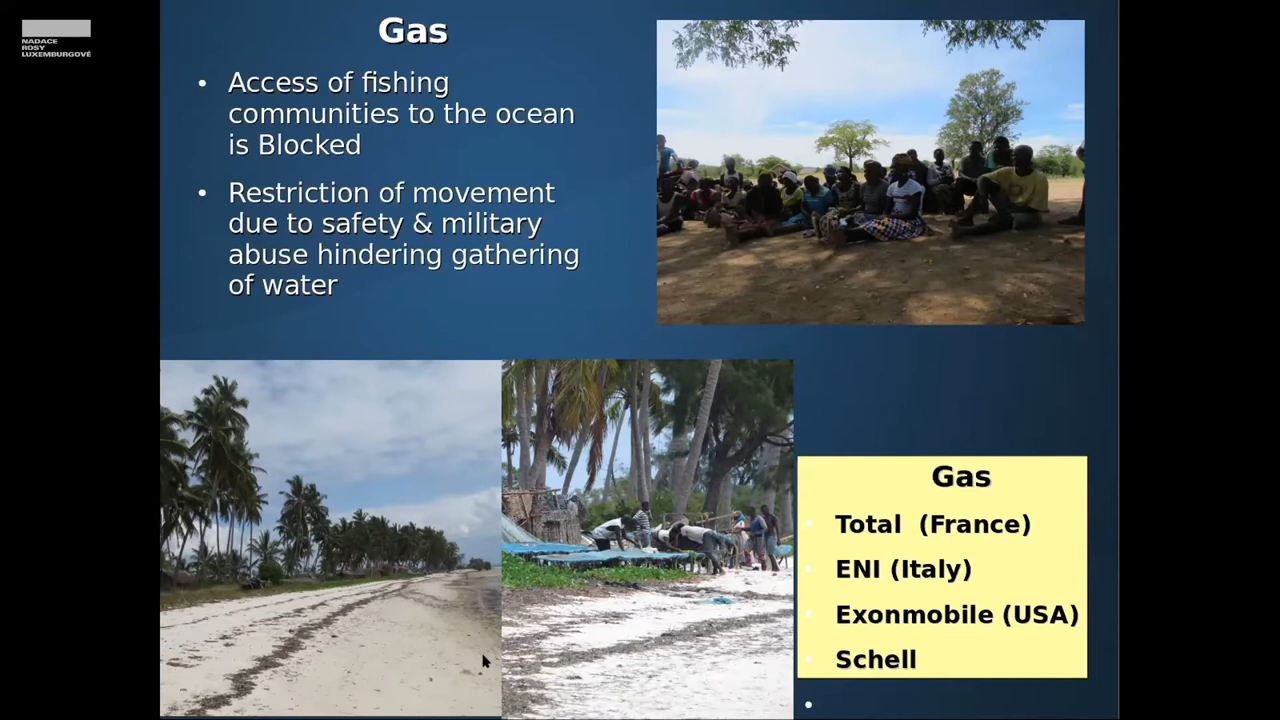 NADACE
ROSY
LUXEMBURGOVÉ
Gas
• Access of fishing
communities to the ocean
is Blocked
• Restriction of movement
due to safety & military
abuse hindering gathering
of water
Gas
• Total (France)
• ENI (Italy)
• Exonmobile (USA)
• Schell